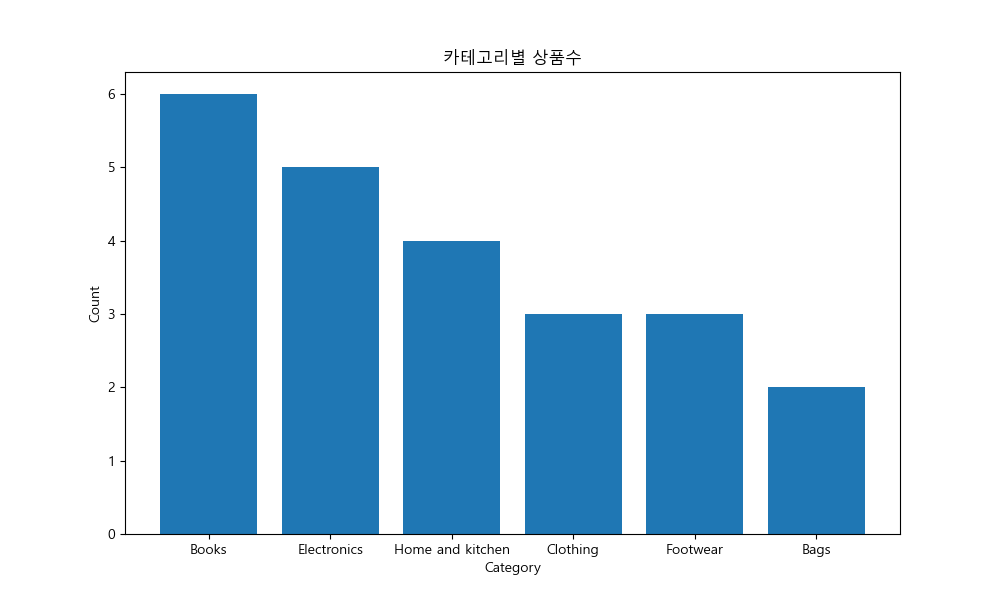 카테고리별 상품수
6
5
4
3
2
1
0
Count
Books Electronics Home and kitchen Clothing Footwear Bags
Category